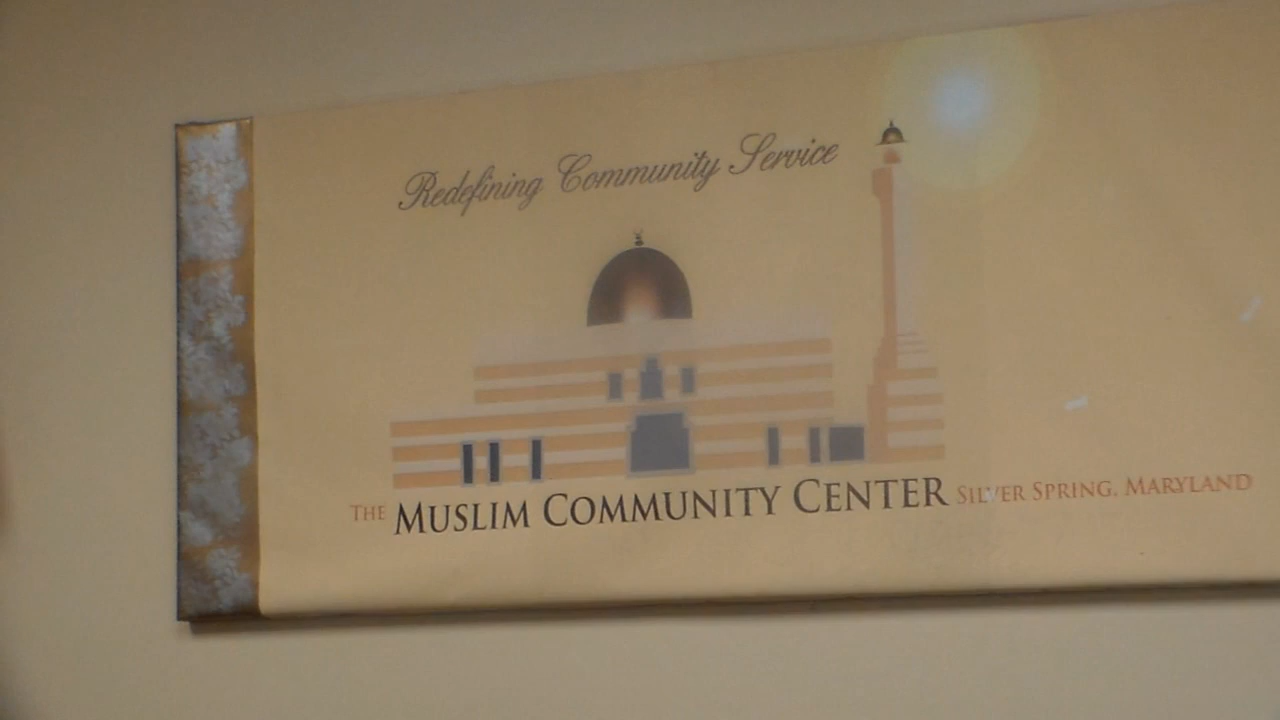 Redefining Community Service
THE MUSLIM COMMUNITY CENTER SILVER SPRING, MARYLAND